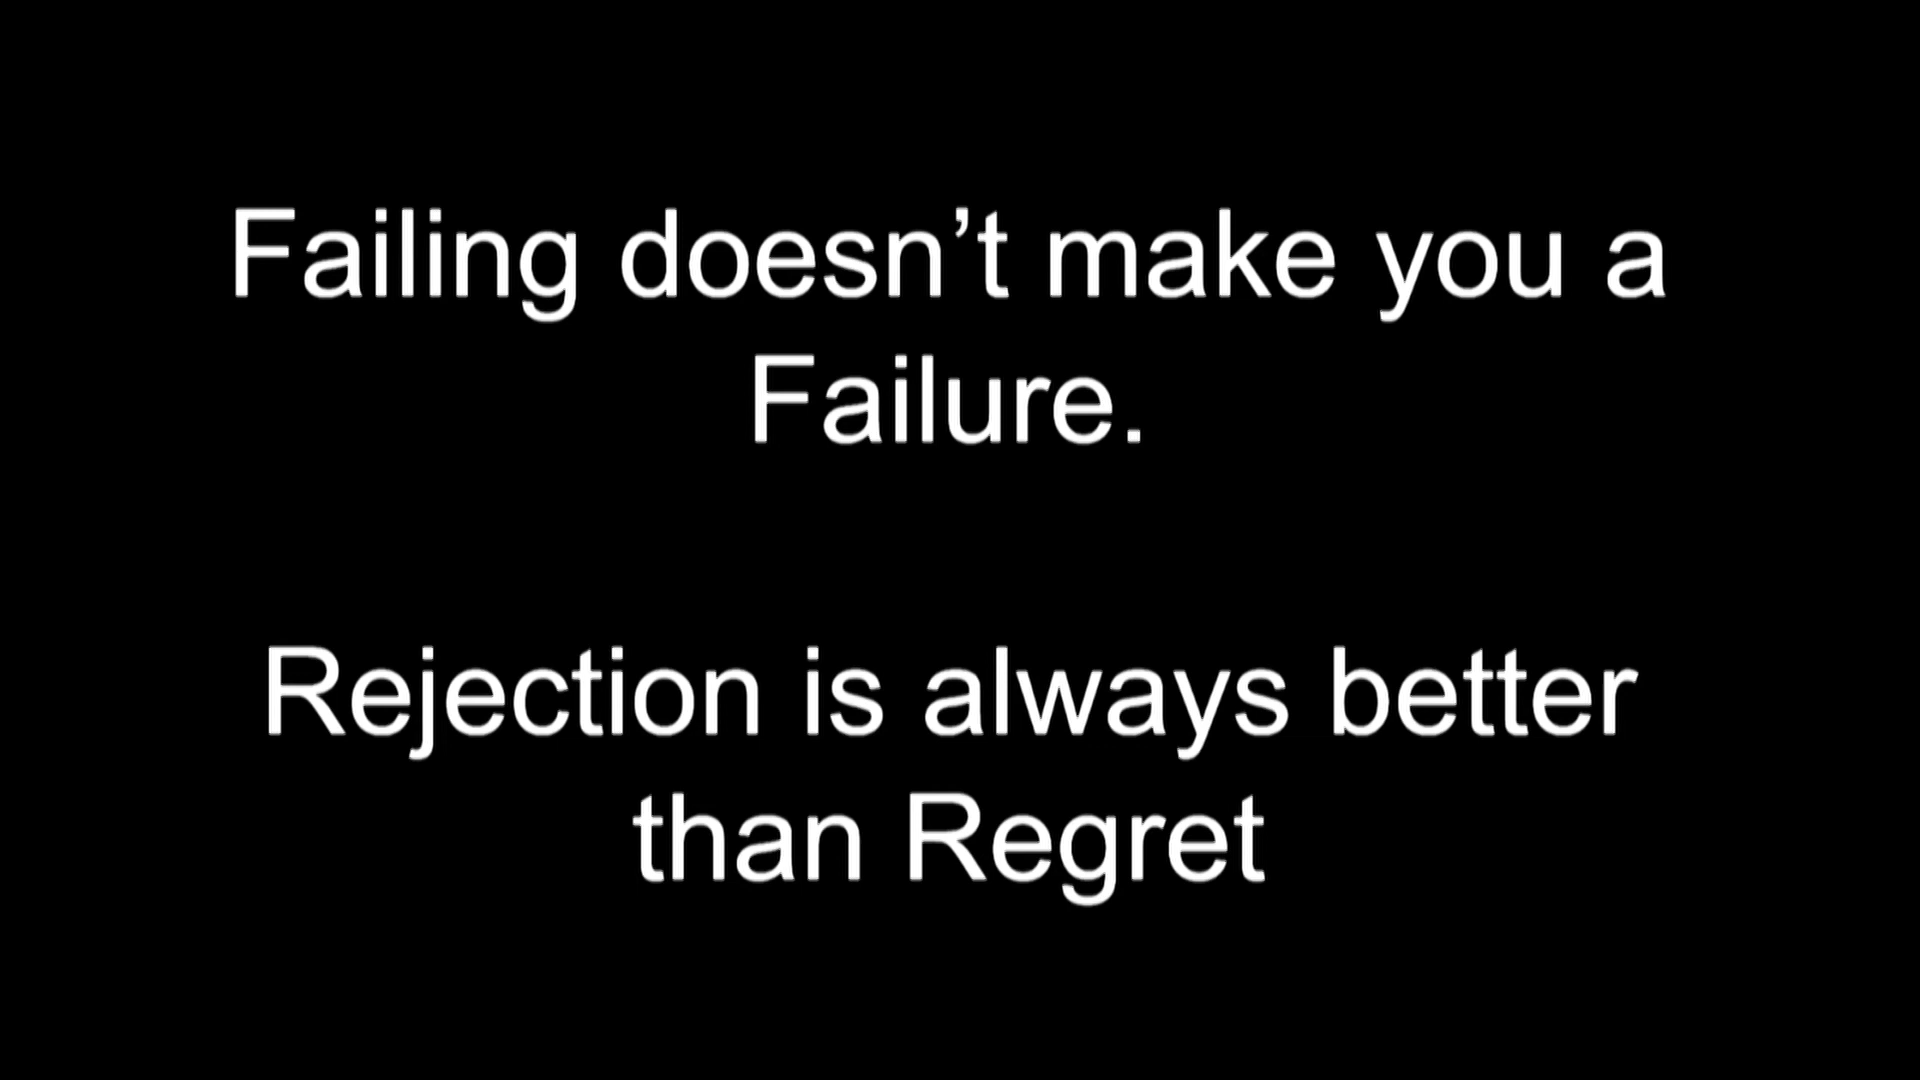 Failing doesn’t make you a
Failure.
Rejection is always better
than Regret